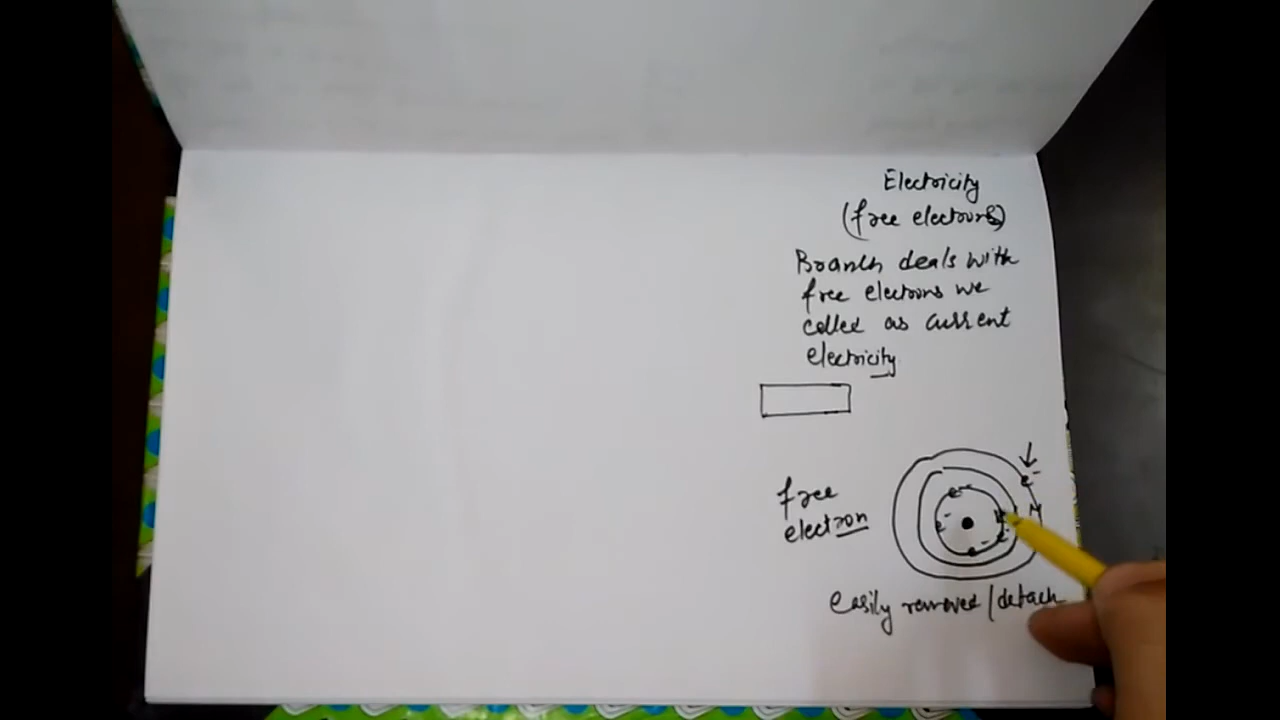 Electricity
(free electrons)
Branch deals with
free electrons we
called as current
electricity
free
electron
e-
e-
e-
e-
e-
easily removed/detach